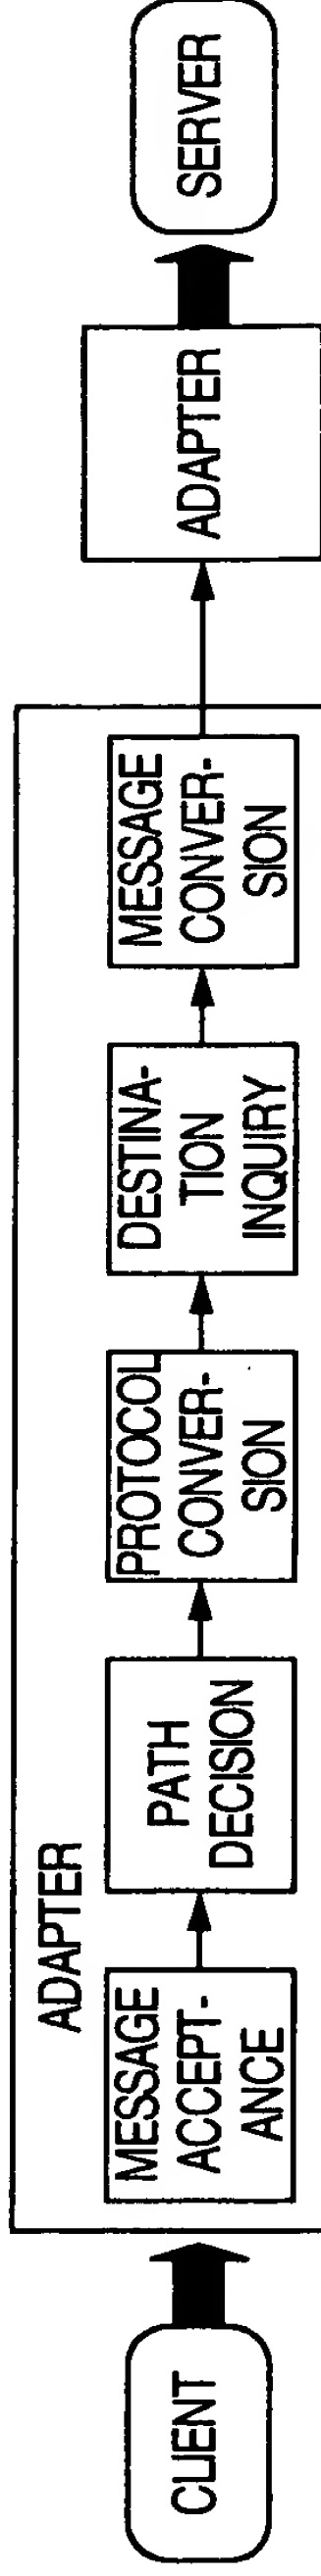 CLIENT
ADAPTER
MESSAGE
ACCEPT-
ANCE
PATH
DECISION
PROTOCOL
CONVER-
SION
DESTINA-
TION
INQUIRY
MESSAGE
CONVER-
SION
ADAPTER
SERVER